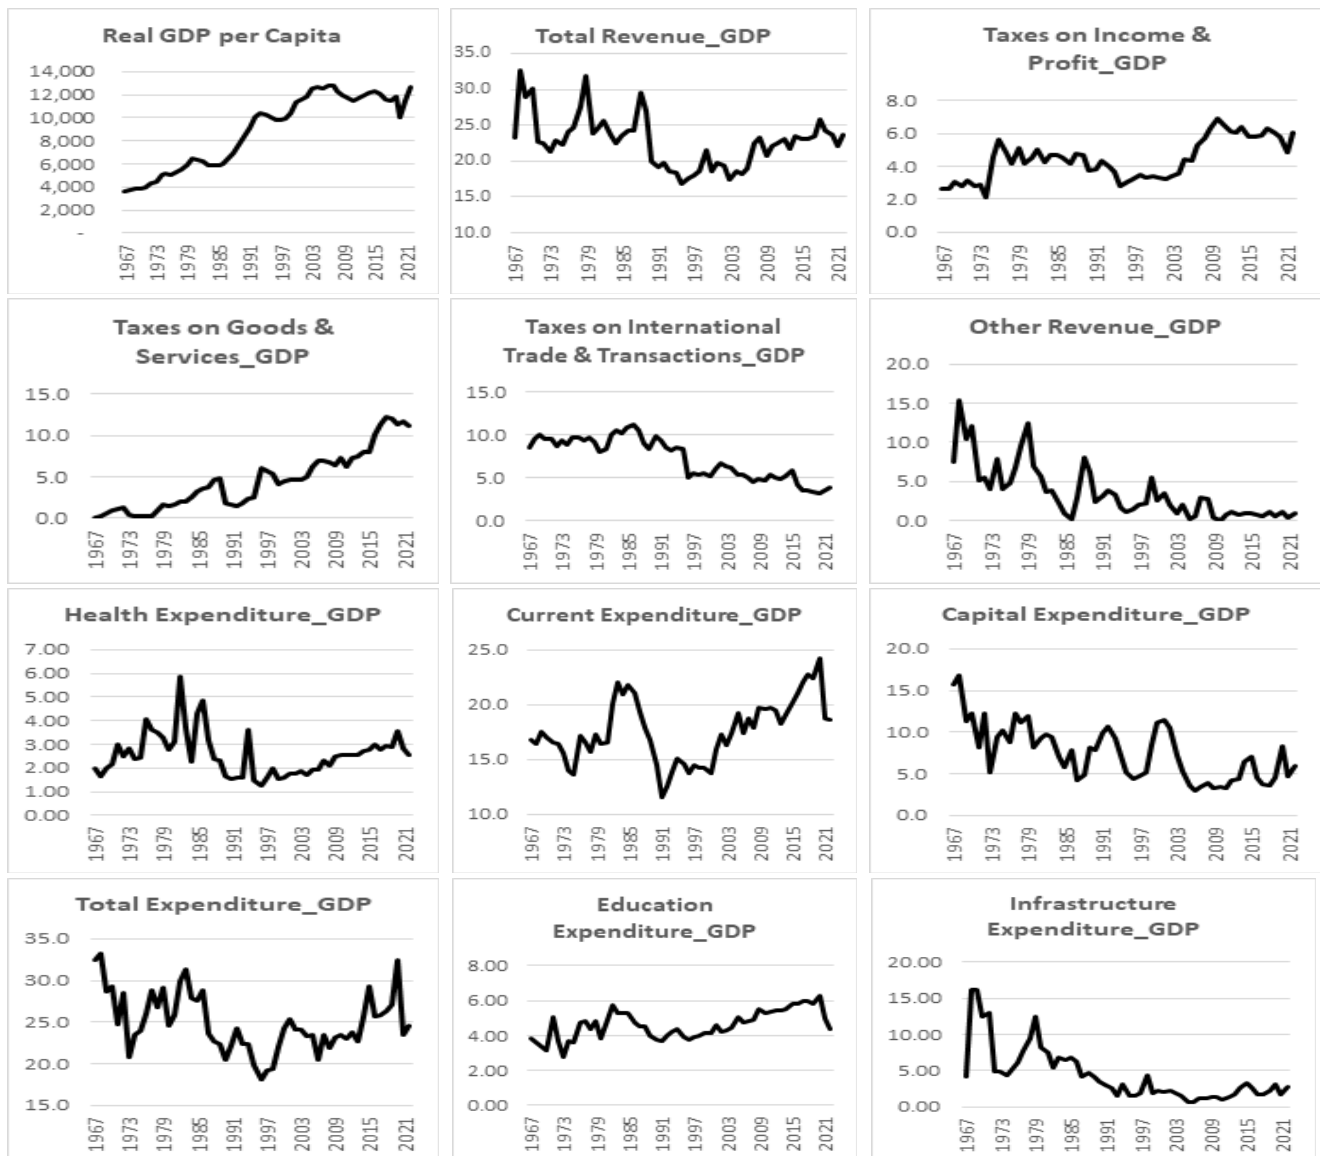 Real GDP per Capita
14,000
12,000
10,000
8,000
6,000
4,000
2,000
-
1967 1973 1979 1985 1991 1997 2003 2009 2015 2021
Total Revenue_GDP
35.0
30.0
25.0
20.0
15.0
10.0
1967 1973 1979 1985 1991 1997 2003 2009 2015 2021
Taxes on Income &
Profit_GDP
8.0
6.0
4.0
2.0
0.0
1967 1973 1979 1985 1991 1997 2003 2009 2015 2021
Taxes on Goods &
Services_GDP
15.0
10.0
5.0
0.0
1967 1973 1979 1985 1991 1997 2003 2009 2015 2021
Taxes on International
Trade & Transactions_GDP
15.0
10.0
5.0
0.0
1967 1973 1979 1985 1991 1997 2003 2009 2015 2021
Other Revenue_GDP
20.0
15.0
10.0
5.0
0.0
1967 1973 1979 1985 1991 1997 2003 2009 2015 2021
Health Expenditure_GDP
7.00
6.00
5.00
4.00
3.00
2.00
1.00
0.00
1967 1973 1979 1985 1991 1997 2003 2009 2015 2021
Current Expenditure_GDP
25.0
20.0
15.0
10.0
1967 1973 1979 1985 1991 1997 2003 2009 2015 2021
Capital Expenditure_GDP
20.0
15.0
10.0
5.0
0.0
1967 1973 1979 1985 1991 1997 2003 2009 2015 2021
Total Expenditure_GDP
35.0
30.0
25.0
20.0
15.0
1967 1973 1979 1985 1991 1997 2003 2009 2015 2021
Education
Expenditure_GDP
8.00
6.00
4.00
2.00
0.00
1967 1973 1979 1985 1991 1997 2003 2009 2015 2021
Infrastructure
Expenditure_GDP
20.00
15.00
10.00
5.00
0.00
1967 1973 1979 1985 1991 1997 2003 2009 2015 2021